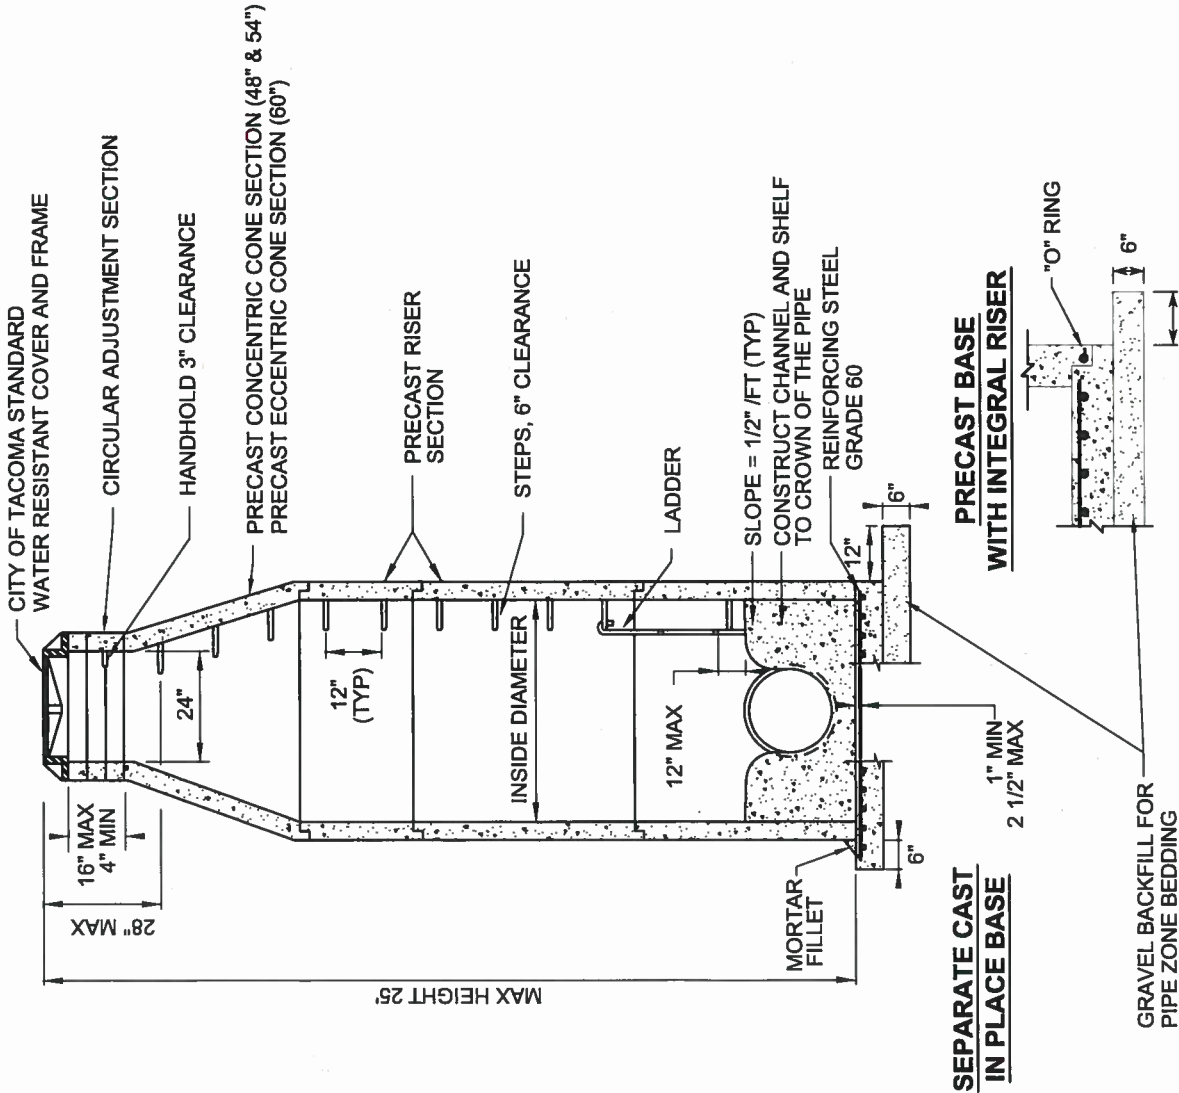 CITY OF TACOMA STANDARD
WATER RESISTANT COVER AND FRAME
CIRCULAR ADJUSTMENT SECTION
HANDHOLD 3" CLEARANCE
PRECAST CONCENTRIC CONE SECTION (48" & 54")
PRECAST ECCENTRIC CONE SECTION (60")
PRECAST RISER
SECTION
STEPS, 6" CLEARANCE
LADDER
SLOPE = 1/2" /FT (TYP)
CONSTRUCT CHANNEL AND SHELF
TO CROWN OF THE PIPE
REINFORCING STEEL
GRADE 60
24"
12"
(TYP)
INSIDE DIAMETER
12" MAX
16" MAX
4" MIN
28" MAX
MAX HEIGHT 25'
MORTAR
FILLET
6"
12"
6"
1" MIN
2 1/2" MAX
SEPARATE CAST
IN PLACE BASE
PRECAST BASE
WITH INTEGRAL RISER
"O" RING
6"
GRAVEL BACKFILL FOR
PIPE ZONE BEDDING